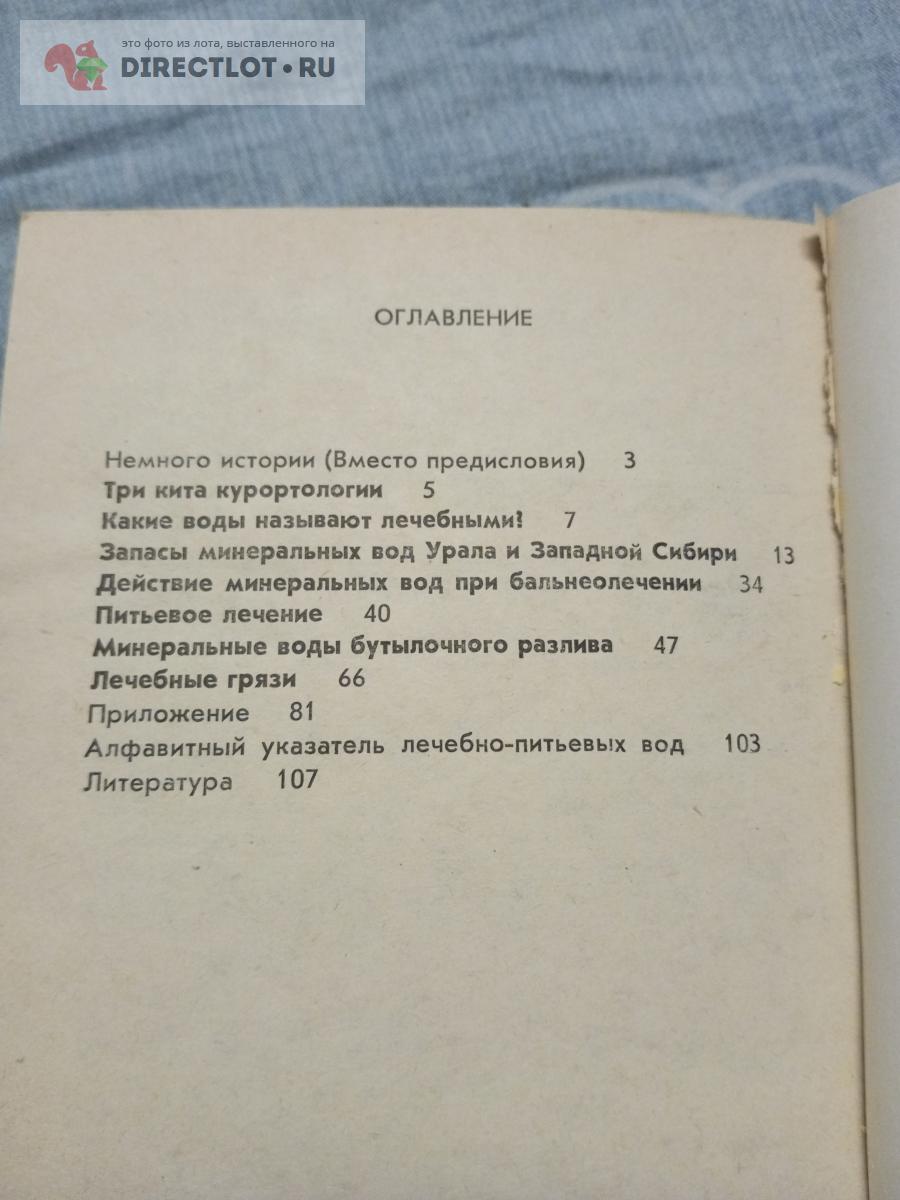 это фото из лота, выставленного на
DIRECTLOT•RU
ОГЛАВЛЕНИЕ
Немного истории (Вместо предисловия) 3
Три кита курортологии 5
Какие воды называют лечебными? 7
Запасы минеральных вод Урала и Западной Сибири 13
Действие минеральных вод при бальнеолечении 34
Питьевое лечение 40
Минеральные воды бутылочного разлива 47
Лечебные грязи 66
Приложение 81
Алфавитный указатель лечебно-питьевых вод 103
Литература 107